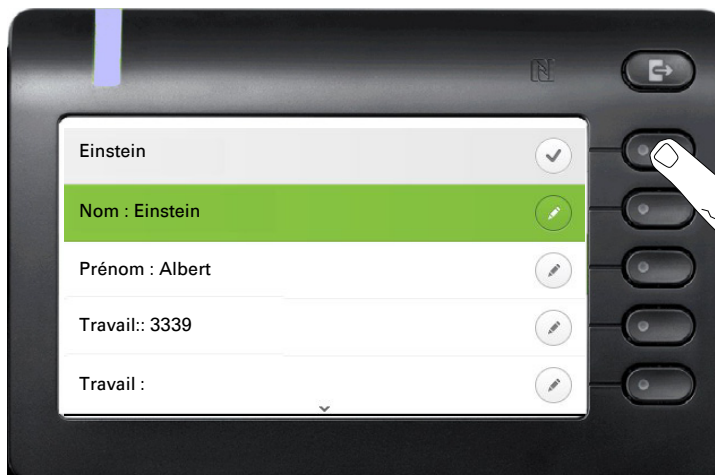 Einstein
Nom : Einstein
Prénom : Albert
Travail:: 3339
Travail :